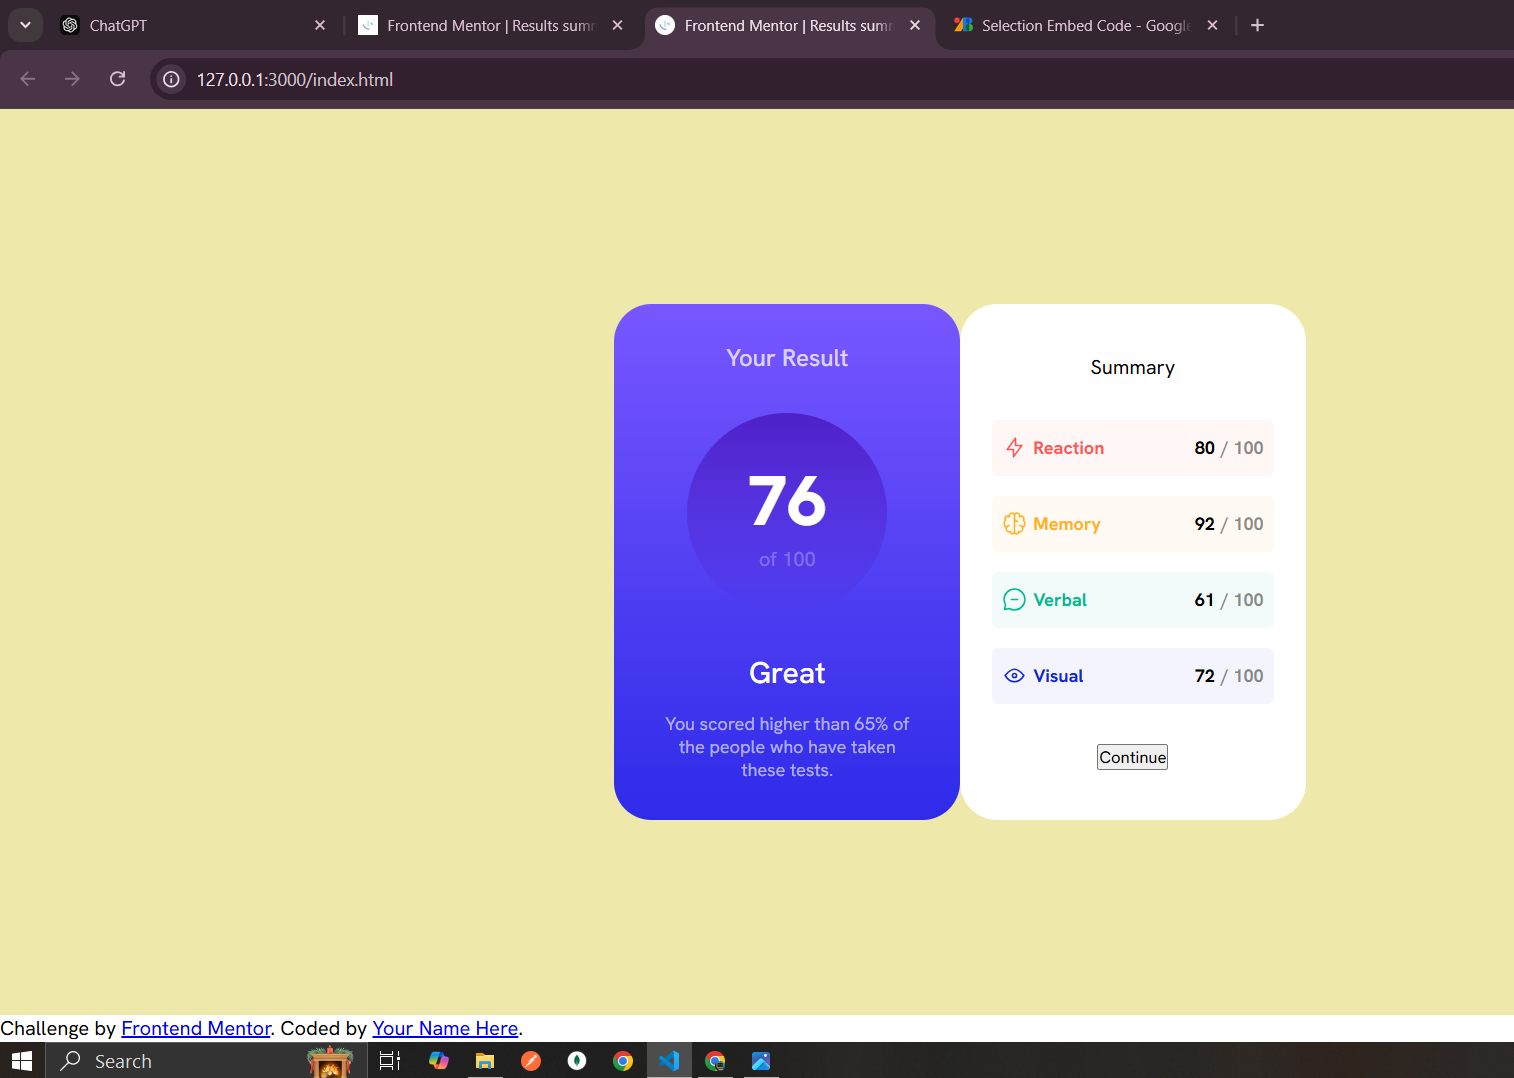 ChatGPT
Frontend Mentor | Results sum
Frontend Mentor | Results sum
Selection Embed Code - Google
127.0.0.1:3000/index.html
Your Result
76
of 100
Great
You scored higher than 65% of
the people who have taken
these tests.
Summary
Reaction 80 / 100
Memory 92 / 100
Verbal 61 / 100
Visual 72 / 100
Continue
Challenge by Frontend Mentor. Coded by Your Name Here.
Search